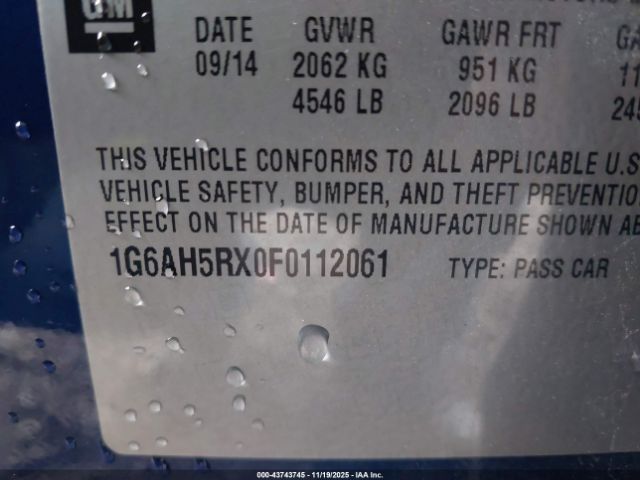 GM
DATE GVWR GAWR FRT
09/14 2062 KG 951 KG
4546 LB 2096 LB
THIS VEHICLE CONFORMS TO ALL APPLICABLE U.S
VEHICLE SAFETY, BUMPER, AND THEFT PREVENTIO
EFFECT ON THE DATE OF MANUFACTURE SHOWN AB
1G6AH5RX0F0112061 TYPE: PASS CAR
000-43743745 - 11/19/2025 - IAA Inc.